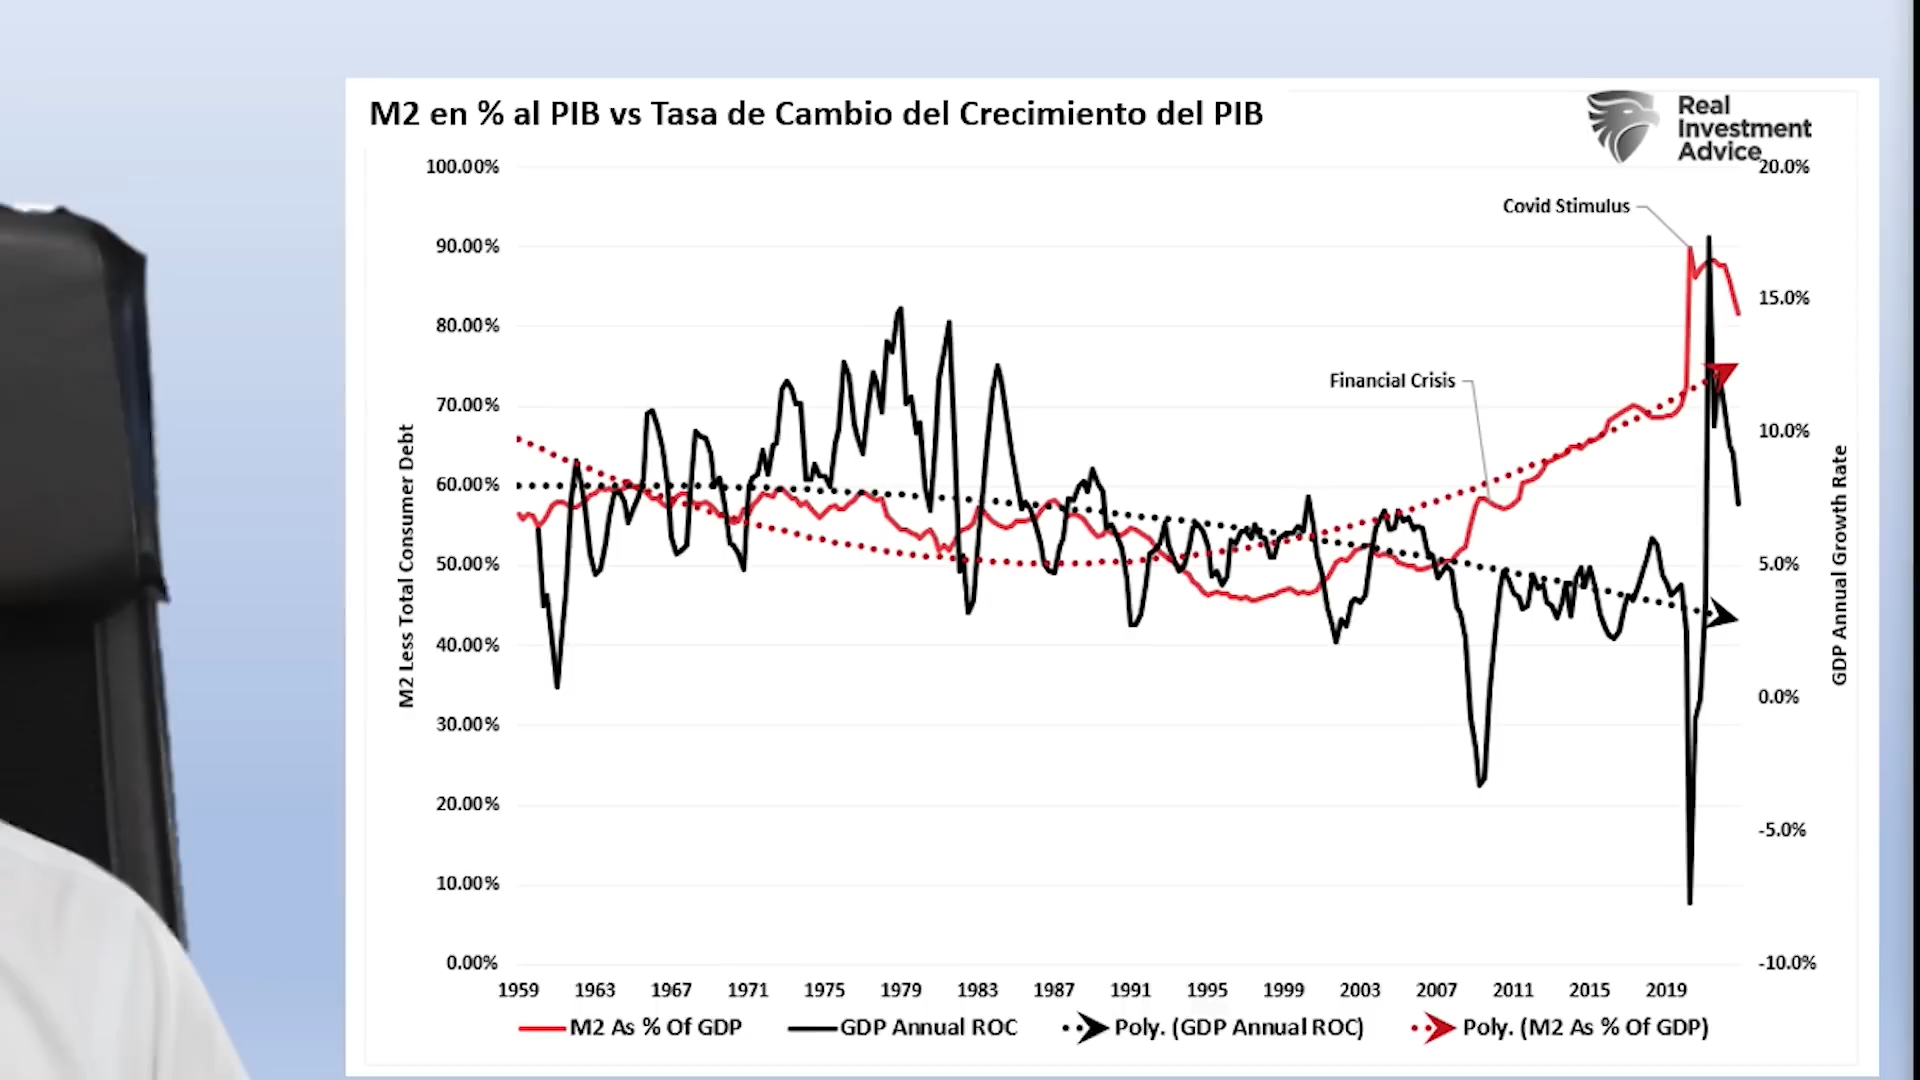 M2 en % al PIB vs Tasa de Cambio del Crecimiento del PIB
Real
Investment
Advice
100.00%
90.00%
80.00%
70.00%
60.00%
50.00%
40.00%
30.00%
20.00%
10.00%
0.00%
M2 Less Total Consumer Debt
Covid Stimulus
Financial Crisis
20.0%
15.0%
10.0%
5.0%
0.0%
-5.0%
-10.0%
GDP Annual Growth Rate
1959 1963 1967 1971 1975 1979 1983 1987 1991 1995 1999 2003 2007 2011 2015 2019
M2 As % Of GDP GDP Annual ROC Poly. (GDP Annual ROC) Poly. (M2 As % Of GDP)